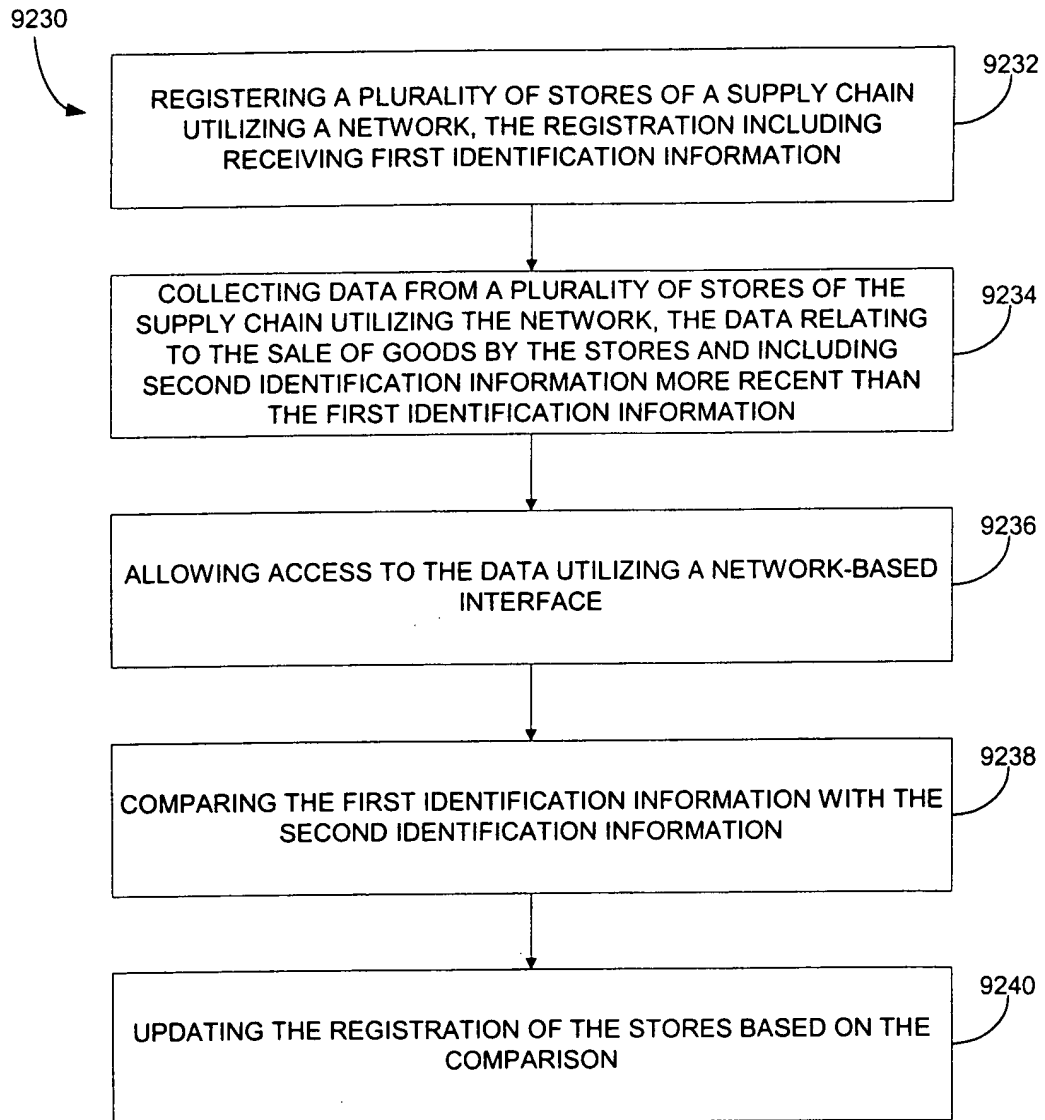 9230
9232
REGISTERING A PLURALITY OF STORES OF A SUPPLY CHAIN
UTILIZING A NETWORK, THE REGISTRATION INCLUDING
RECEIVING FIRST IDENTIFICATION INFORMATION
9234
COLLECTING DATA FROM A PLURALITY OF STORES OF THE
SUPPLY CHAIN UTILIZING THE NETWORK, THE DATA RELATING
TO THE SALE OF GOODS BY THE STORES AND INCLUDING
SECOND IDENTIFICATION INFORMATION MORE RECENT THAN
THE FIRST IDENTIFICATION INFORMATION
9236
ALLOWING ACCESS TO THE DATA UTILIZING A NETWORK-BASED
INTERFACE
9238
COMPARING THE FIRST IDENTIFICATION INFORMATION WITH THE
SECOND IDENTIFICATION INFORMATION
9240
UPDATING THE REGISTRATION OF THE STORES BASED ON THE
COMPARISON